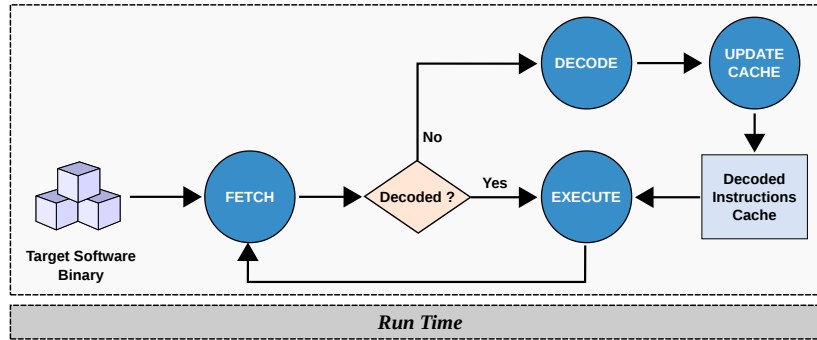 DECODE
UPDATE
CACHE
No
Decoded
Instructions
Cache
FETCH
Decoded ?
Yes
EXECUTE
Target Software
Binary
Run Time